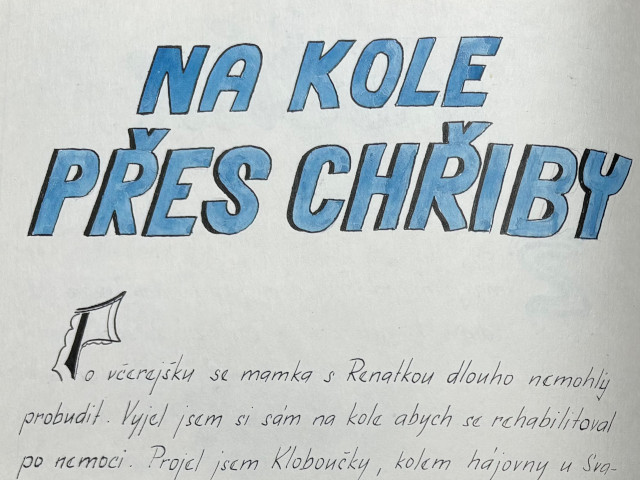 NA KOLE
PŘES CHŘIBY
Po včerejšku se mamka s Renatkou dlouho nemohly
probudit. Vyjel jsem si sám na kole abych se rehabilitoval
po nemoci. Projel jsem Kloboučky, kolem hájovny u Sva-